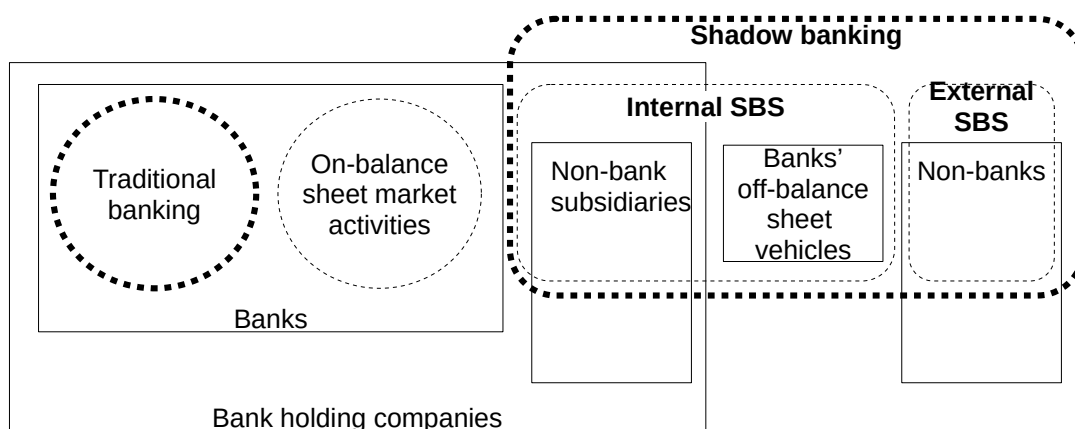 Shadow banking
Internal SBS
External
SBS
Traditional
banking
On-balance
sheet market
activities
Non-bank
subsidiaries
Banks'
off-balance
sheet
vehicles
Non-banks
Banks
Bank holding companies